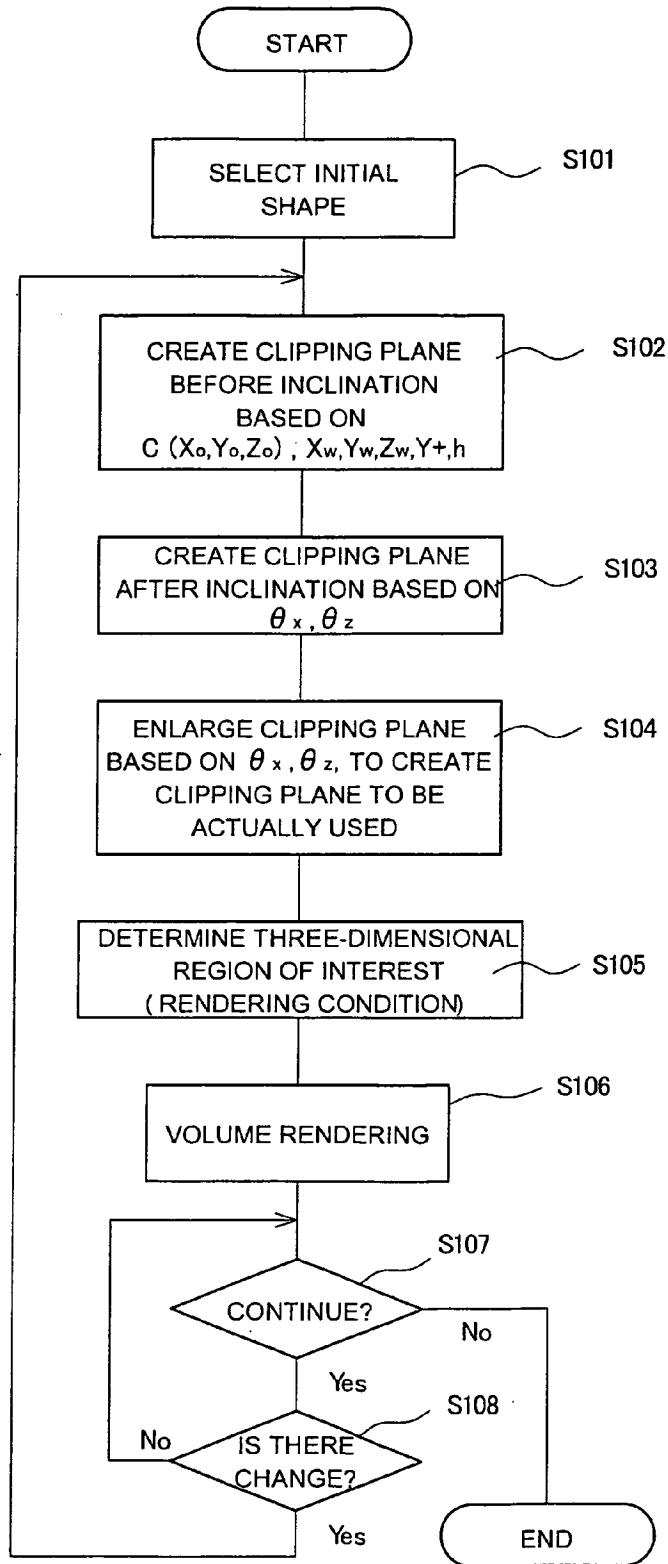 START
SELECT INITIAL
SHAPE
S101
CREATE CLIPPING PLANE
BEFORE INCLINATION
BASED ON
C (Xo,Yo,Zo) ; Xw,Yw,Zw,Y+,h
S102
CREATE CLIPPING PLANE
AFTER INCLINATION BASED ON
θx, θz
S103
ENLARGE CLIPPING PLANE
BASED ON θx, θz, TO CREATE
CLIPPING PLANE TO BE
ACTUALLY USED
S104
DETERMINE THREE-DIMENSIONAL
REGION OF INTEREST
( RENDERING CONDITION)
S105
VOLUME RENDERING
S106
CONTINUE?
S107
No
Yes
IS THERE
CHANGE?
S108
No
Yes
END